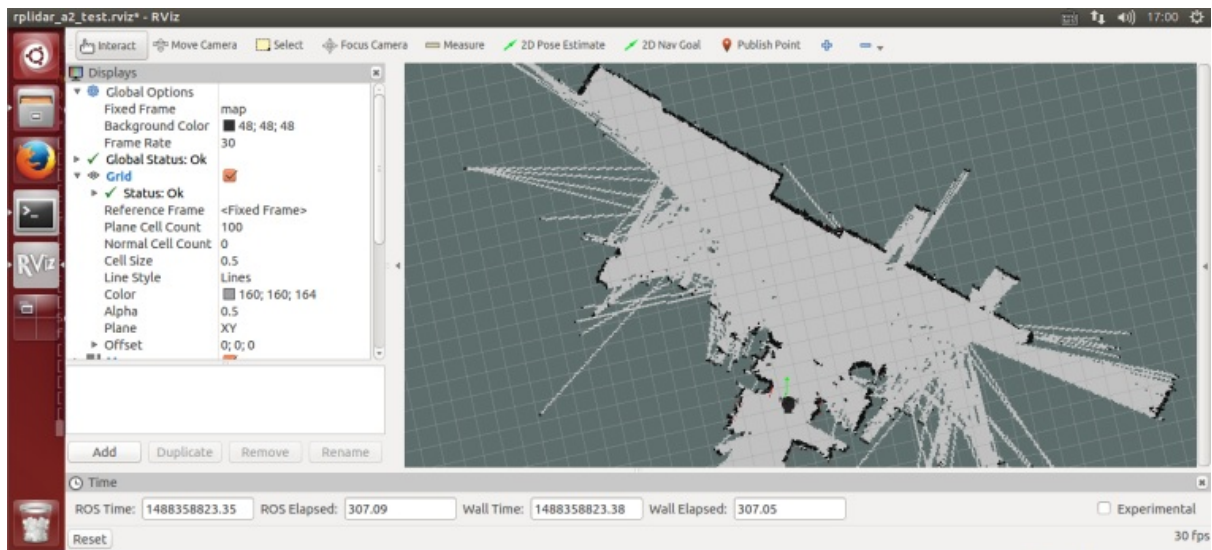 rplidar_a2_test.rviz* - RViz
17:00
Interact Move Camera Select Focus Camera Measure 2D Pose Estimate 2D Nav Goal Publish Point
Displays
Global Options
Fixed Frame map
Background Color 48; 48; 48
Frame Rate 30
Global Status: Ok
Grid
Status: Ok
Reference Frame <Fixed Frame>
Plane Cell Count 100
Normal Cell Count 0
Cell Size 0.5
Line Style Lines
Color 160; 160; 164
Alpha 0.5
Plane XY
Offset 0; 0; 0
RViz
Add Duplicate Remove Rename
Time
ROS Time: 1488358823.35 ROS Elapsed: 307.09 Wall Time: 1488358823.38 Wall Elapsed: 307.05 Experimental
Reset 30 fps